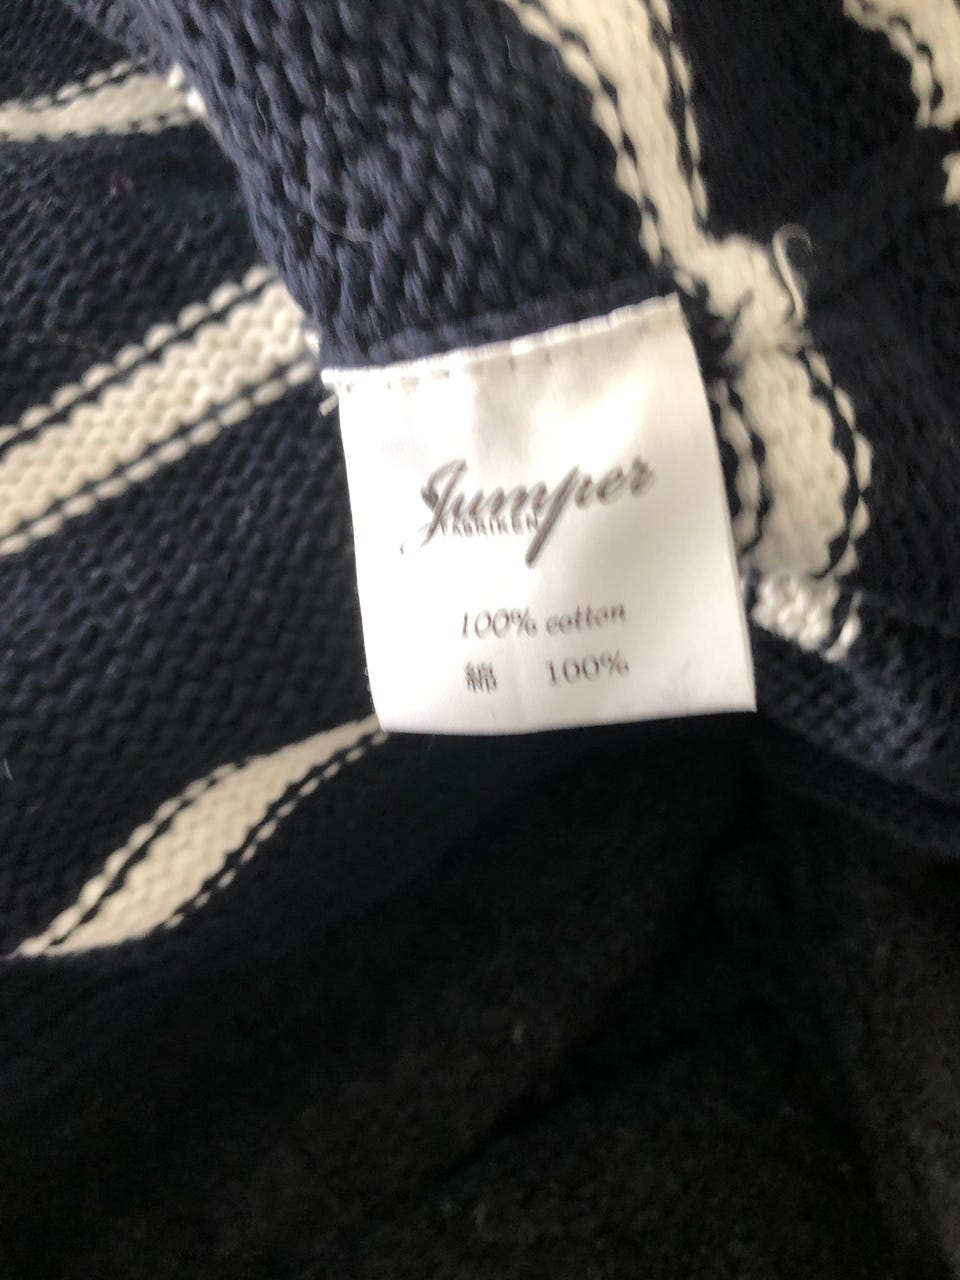 Jumper
FABRIKEN
100% cotton
綿 100%